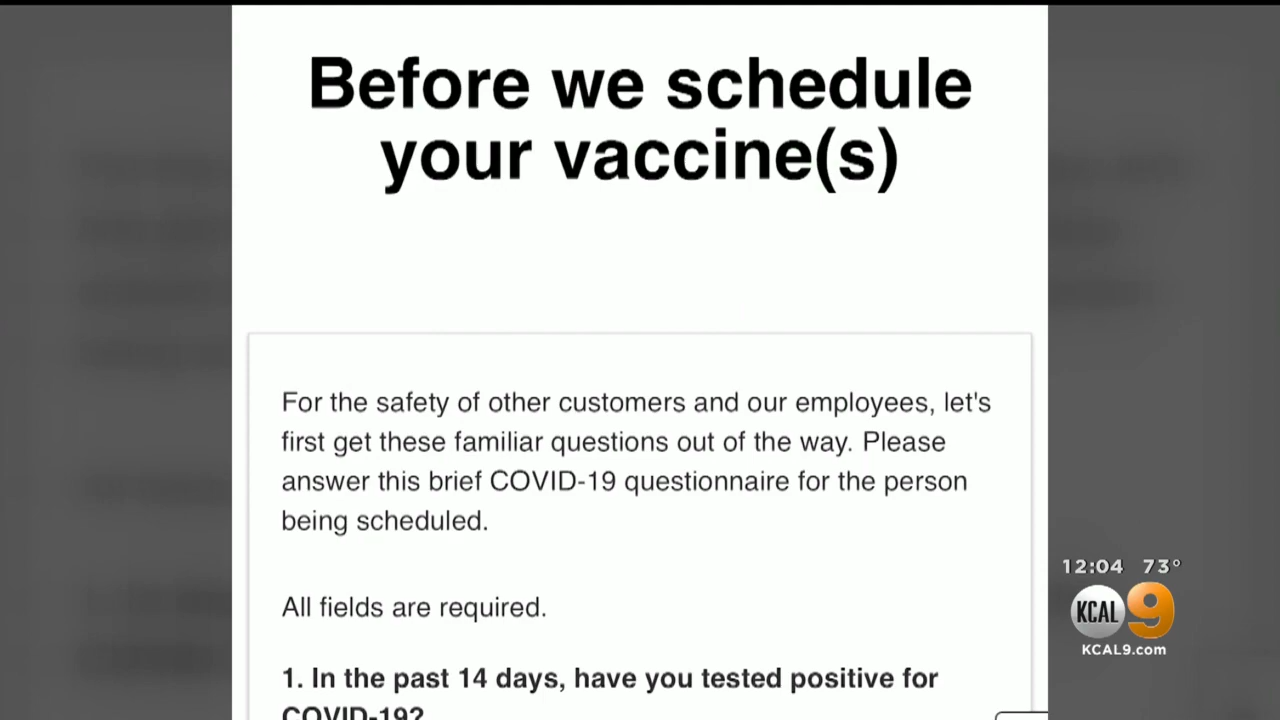 Before we schedule
your vaccine(s)
For the safety of other customers and our employees, let's
first get these familiar questions out of the way. Please
answer this brief COVID-19 questionnaire for the person
being scheduled.
All fields are required.
1. In the past 14 days, have you tested positive for
COVID-19?
12:04 73°
KCAL 9
KCAL9.com